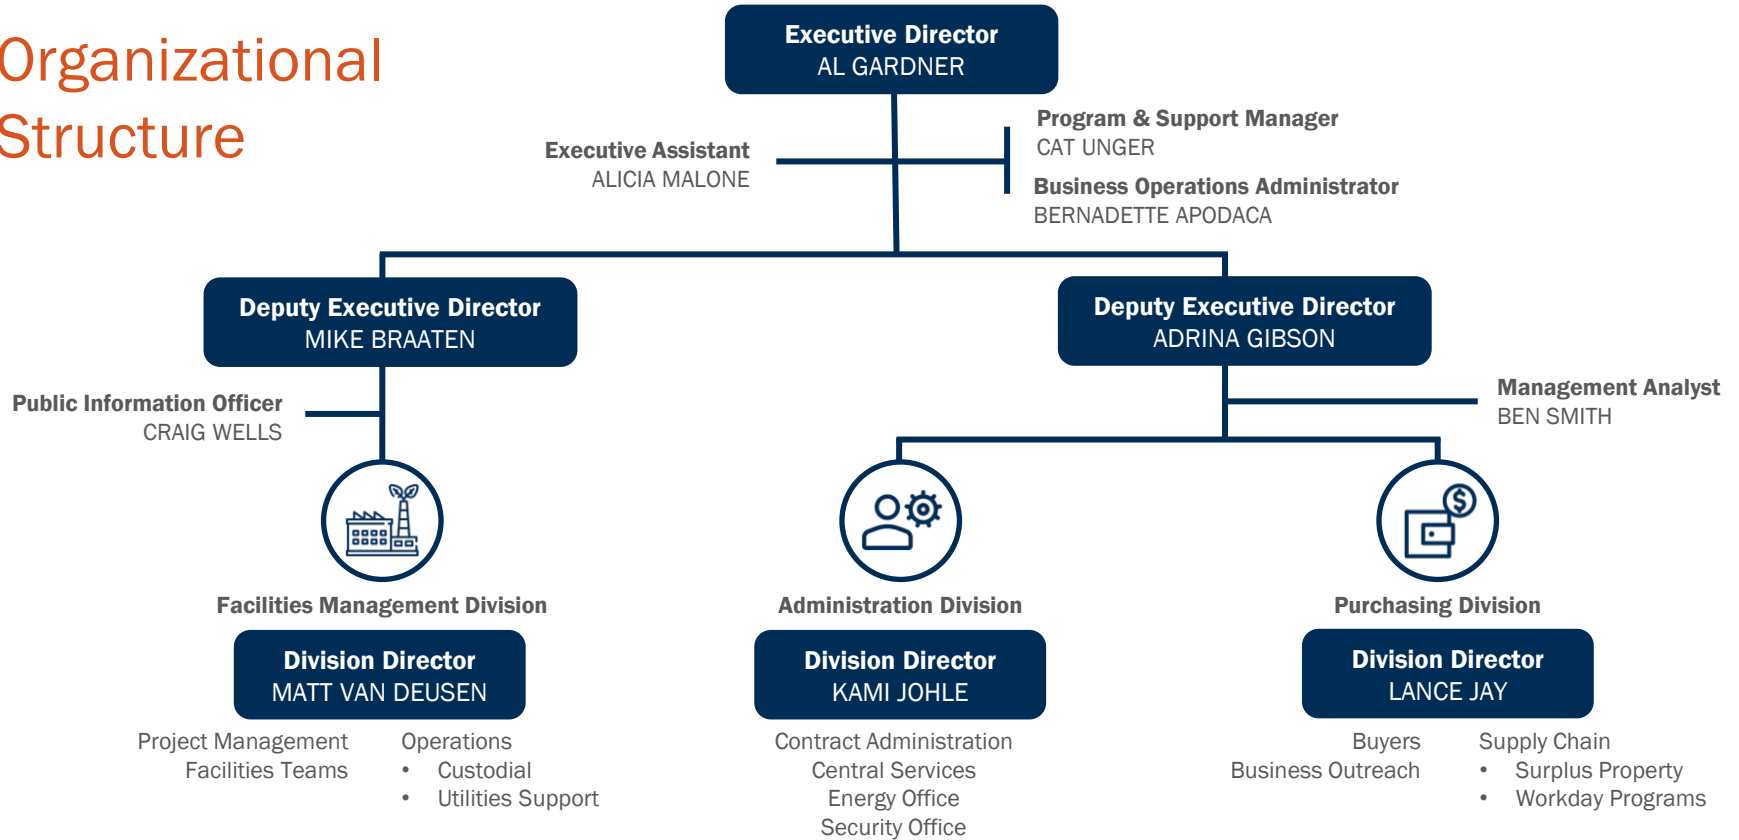 Organizational
Structure
Executive Director
AL GARDNER
Executive Assistant
ALICIA MALONE
Program & Support Manager
CAT UNGER
Business Operations Administrator
BERNADETTE APODACA
Deputy Executive Director
MIKE BRAATEN
Deputy Executive Director
ADRINA GIBSON
Public Information Officer
CRAIG WELLS
Management Analyst
BEN SMITH
$
Facilities Management Division
Division Director
MATT VAN DEUSEN
Project Management
Facilities Teams
Operations
• Custodial
• Utilities Support
Administration Division
Division Director
KAMI JOHLE
Contract Administration
Central Services
Energy Office
Security Office
Purchasing Division
Division Director
LANCE JAY
Buyers
Business Outreach
Supply Chain
• Surplus Property
• Workday Programs